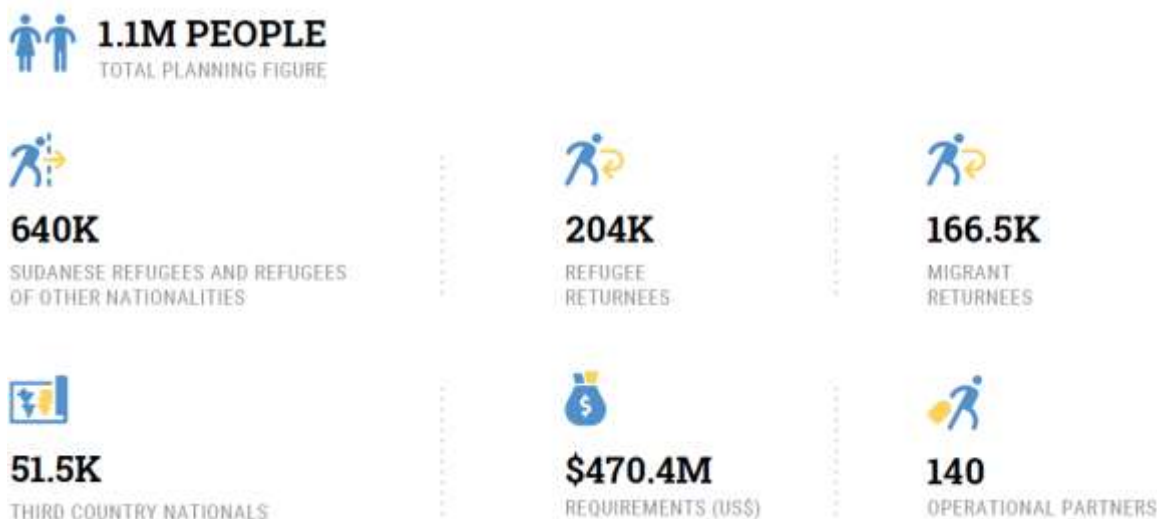 1.1M PEOPLE
TOTAL PLANNING FIGURE
640K
SUDANESE REFUGEES AND REFUGEES
OF OTHER NATIONALITIES
204K
REFUGEE
RETURNEES
166.5K
MIGRANT
RETURNEES
51.5K
THIRD COUNTRY NATIONALS
$470.4M
REQUIREMENTS (US$)
140
OPERATIONAL PARTNERS